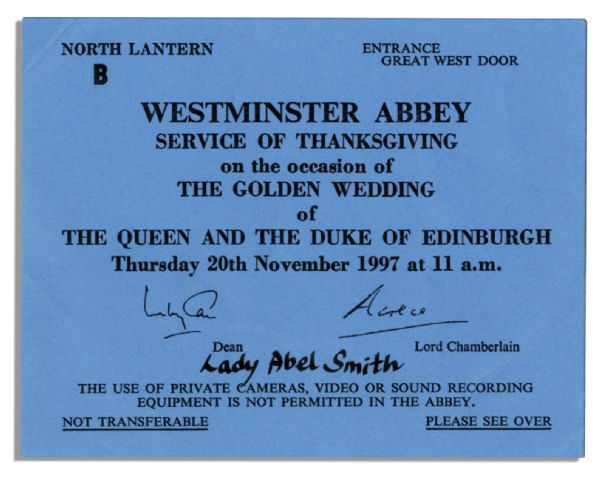 NORTH LANTERN
B
ENTRANCE
GREAT WEST DOOR
WESTMINSTER ABBEY
SERVICE OF THANKSGIVING
on the occasion of
THE GOLDEN WEDDING
of
THE QUEEN AND THE DUKE OF EDINBURGH
Thursday 20th November 1997 at 11 a.m.
Dean
Lord Chamberlain
Lady Abel Smith
THE USE OF PRIVATE CAMERAS, VIDEO OR SOUND RECORDING
EQUIPMENT IS NOT PERMITTED IN THE ABBEY.
NOT TRANSFERABLE
PLEASE SEE OVER